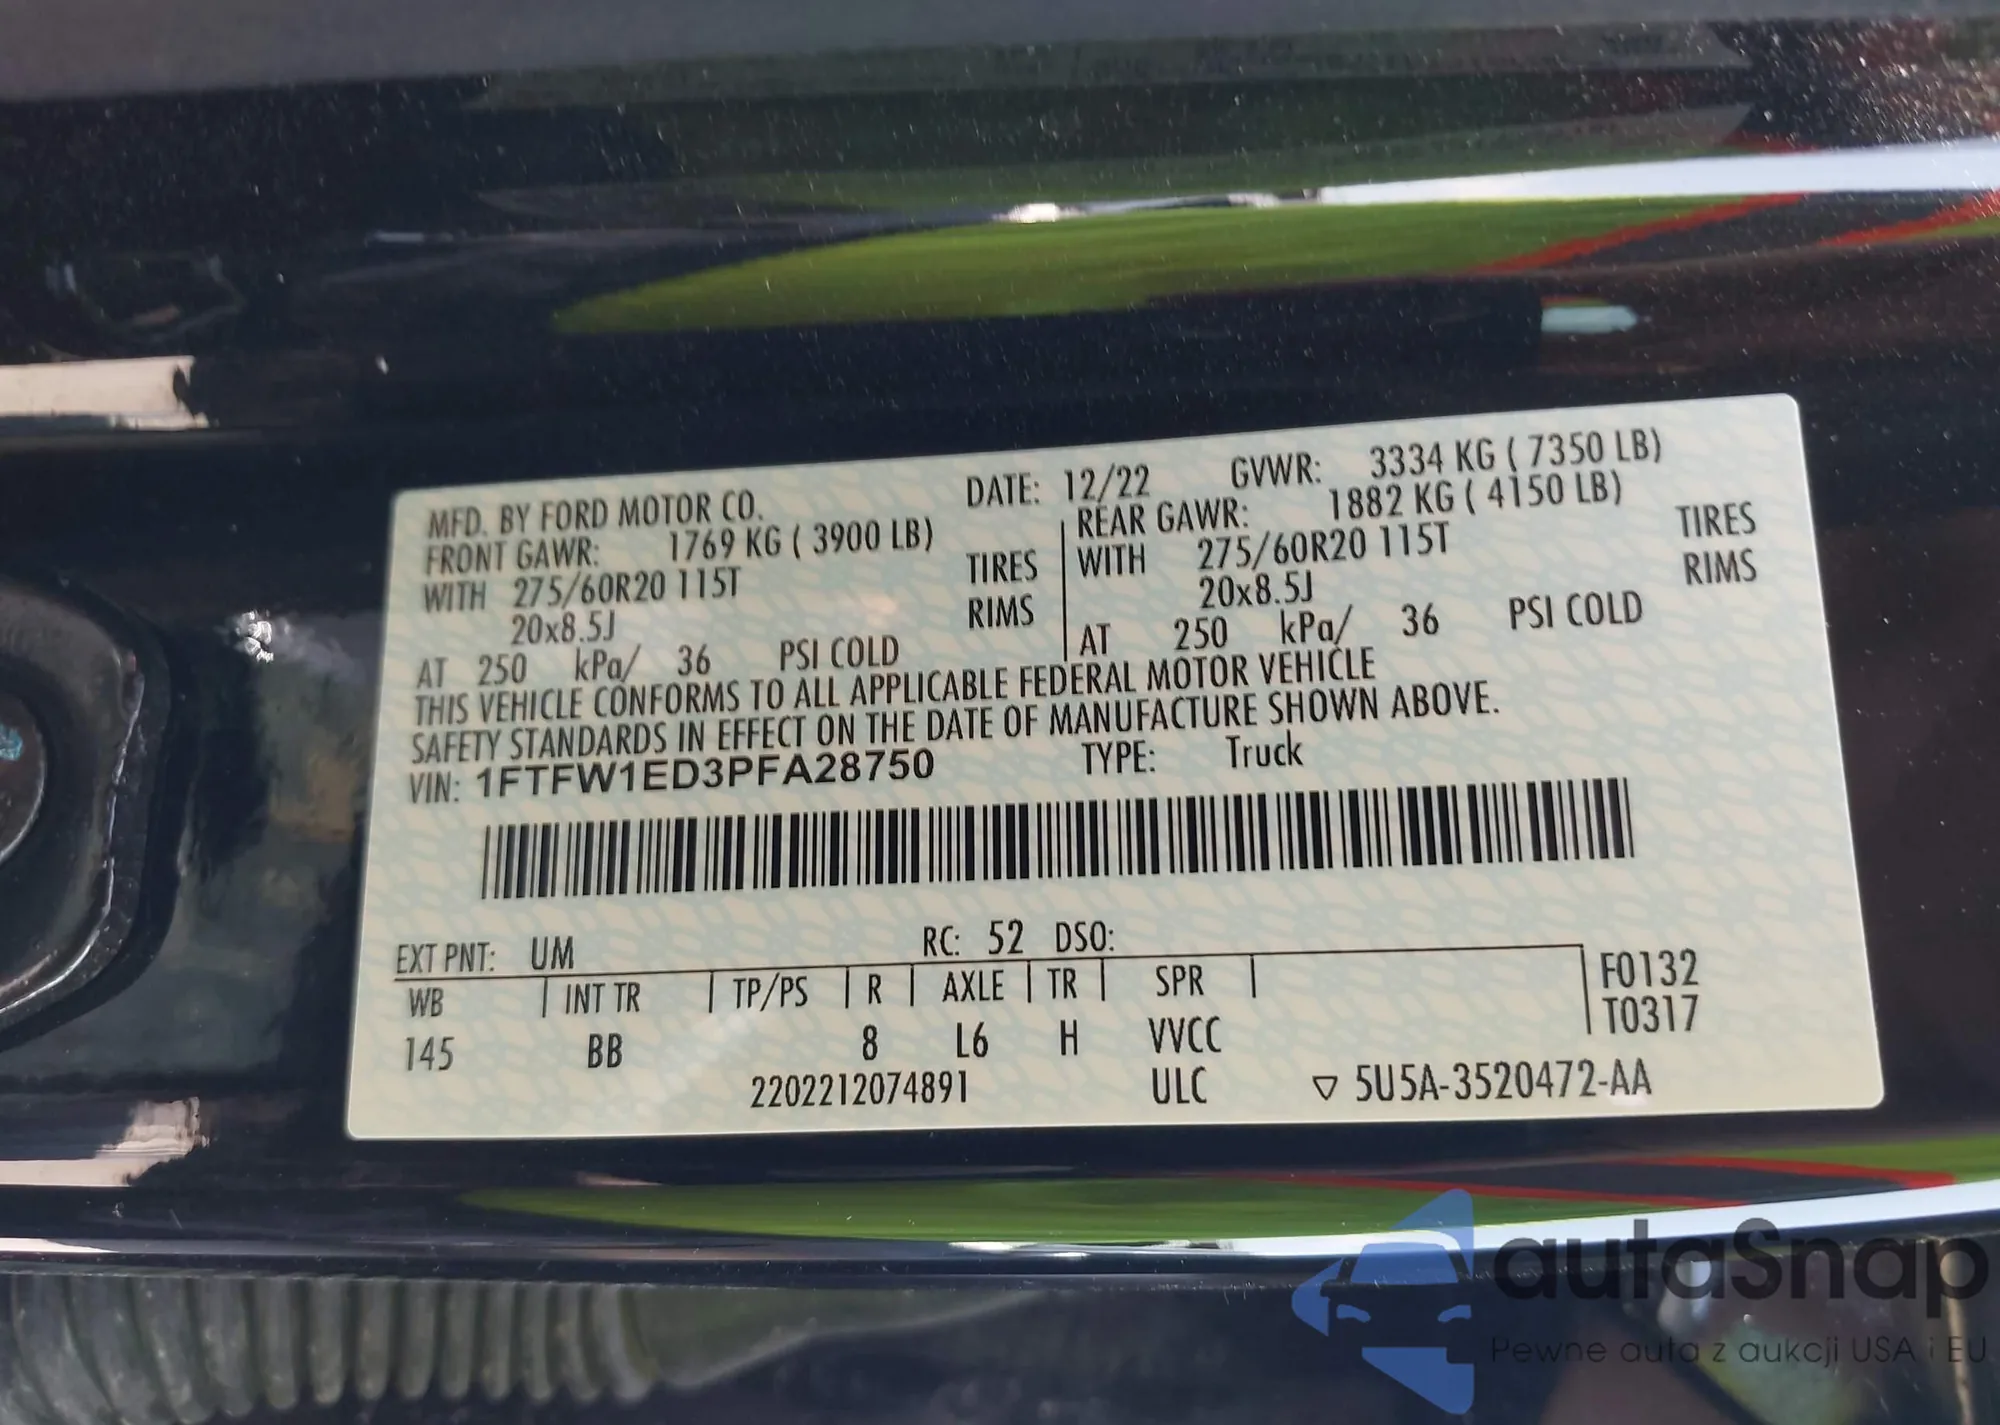 MFD. BY FORD MOTOR CO. DATE: 12/22 GVWR: 3334 KG ( 7350 LB)
FRONT GAWR: 1769 KG ( 3900 LB) REAR GAWR: 1882 KG ( 4150 LB)
WITH 275/60R20 115T TIRES WITH 275/60R20 115T TIRES
20x8.5J RIMS 20x8.5J RIMS
AT 250 kPa/ 36 PSI COLD AT 250 kPa/ 36 PSI COLD
THIS VEHICLE CONFORMS TO ALL APPLICABLE FEDERAL MOTOR VEHICLE
SAFETY STANDARDS IN EFFECT ON THE DATE OF MANUFACTURE SHOWN ABOVE.
VIN: 1FTFW1ED3PFA28750 TYPE: Truck
EXT PNT: UM RC: 52 DSO:
WB INT TR TP/PS R AXLE TR SPR F0132
T0317
145 BB 8 L6 H VVCC
2202212074891 ULC ▽ 5U5A-3520472-AA
autaSnap
Pewne auta z aukcji USA i EU